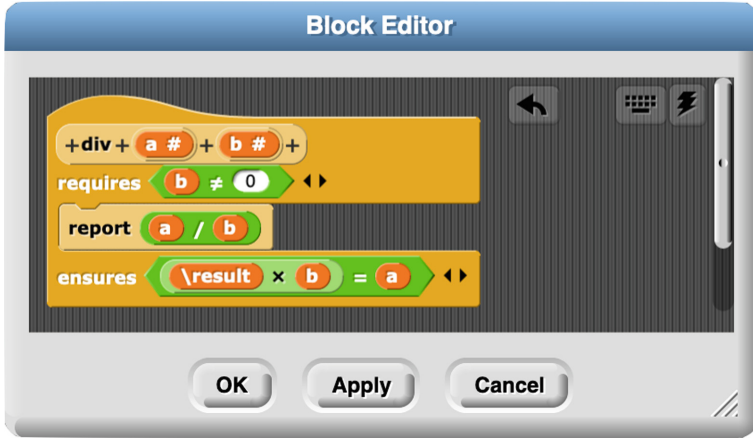 Block Editor
+div+ a # + b # +
requires b ≠ 0
report a / b
ensures \result × b = a
OK Apply Cancel